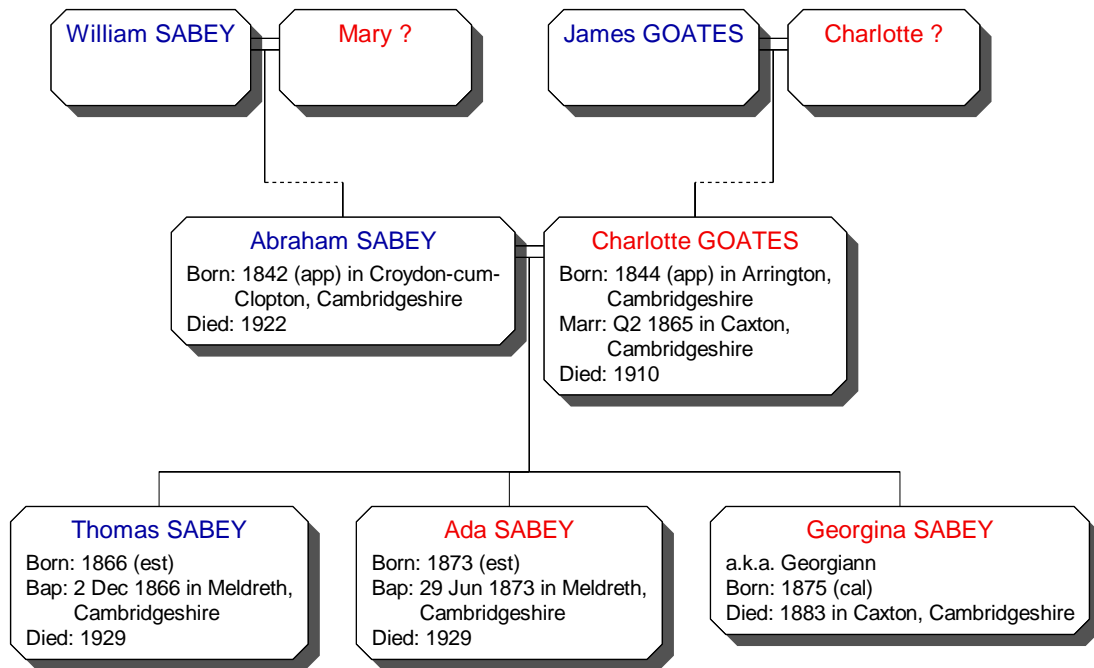 William SABEY
Mary ?
James GOATES
Charlotte ?
Abraham SABEY
Born: 1842 (app) in Croydon-cum-
Clopton, Cambridgeshire
Died: 1922
Charlotte GOATES
Born: 1844 (app) in Arrington,
Cambridgeshire
Marr: Q2 1865 in Caxton,
Cambridgeshire
Died: 1910
Thomas SABEY
Born: 1866 (est)
Bap: 2 Dec 1866 in Meldreth,
Cambridgeshire
Died: 1929
Ada SABEY
Born: 1873 (est)
Bap: 29 Jun 1873 in Meldreth,
Cambridgeshire
Died: 1929
Georgina SABEY
a.k.a. Georgiann
Born: 1875 (cal)
Died: 1883 in Caxton, Cambridgeshire